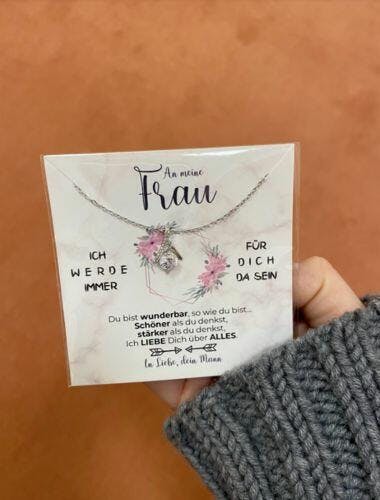 An meine
Frau
ICH
WERDE
IMMER
FÜR
DICH
DA SEIN
Du bist wunderbar, so wie du bist...
Schöner als du denkst,
stärker als du denkst,
Ich LIEBE Dich über ALLES.
In Liebe, dein Mann